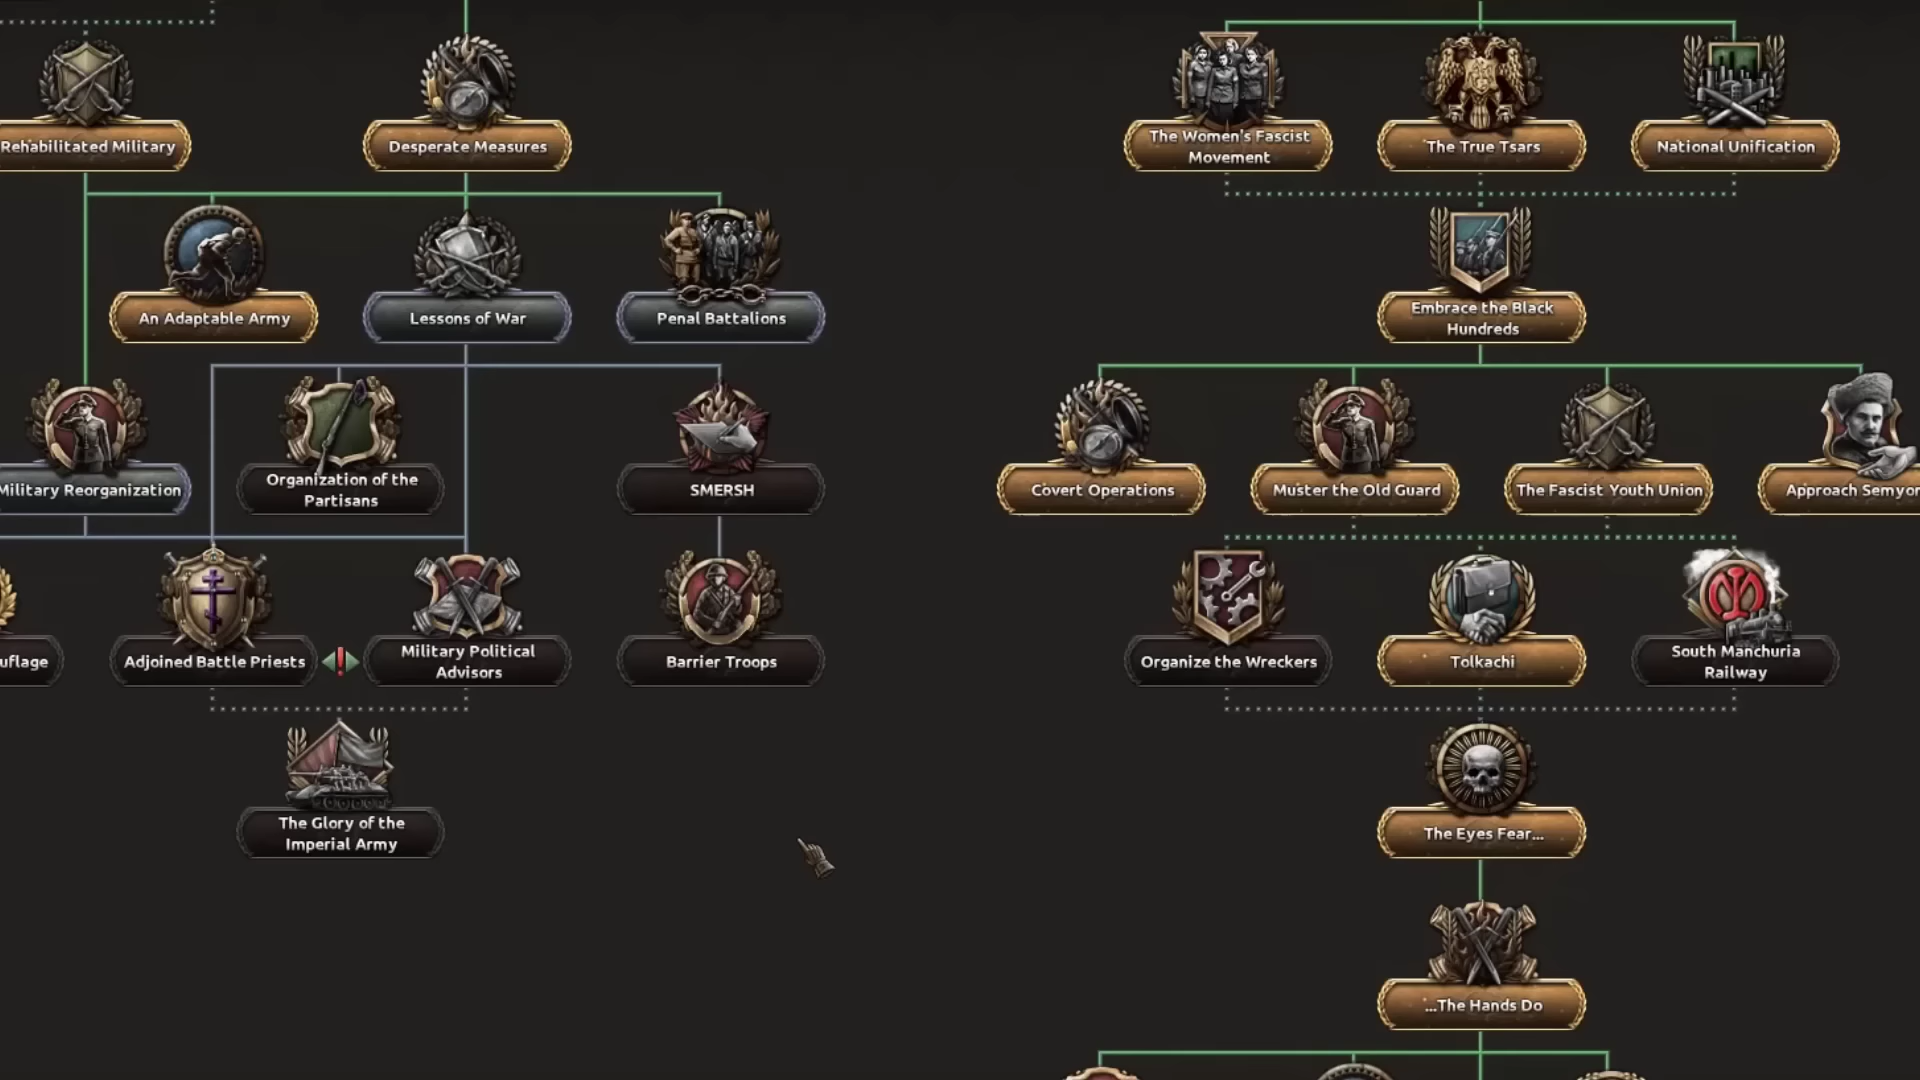 Rehabilitated Military
Desperate Measures
The Women's Fascist
Movement
The True Tsars
National Unification
An Adaptable Army
Lessons of War
Penal Battalions
Embrace the Black
Hundreds
Military Reorganization
Organization of the
Partisans
SMERSH
Covert Operations
Muster the Old Guard
The Fascist Youth Union
Approach Semyon
uflage
Adjoined Battle Priests
Military Political
Advisors
Barrier Troops
Organize the Wreckers
Tolkachi
South Manchuria
Railway
The Glory of the
Imperial Army
The Eyes Fear...
...The Hands Do